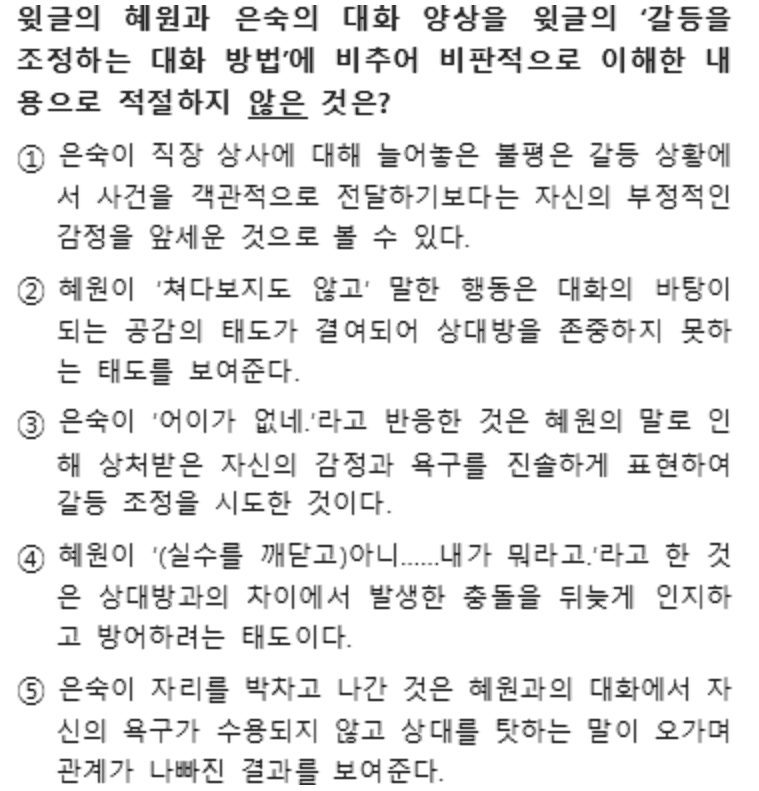 윗글의 혜원과 은숙의 대화 양상을 윗글의 '갈등을
조정하는 대화 방법'에 비추어 비판적으로 이해한 내
용으로 적절하지 않은 것은?
① 은숙이 직장 상사에 대해 늘어놓은 불평은 갈등 상황에
서 사건을 객관적으로 전달하기보다는 자신의 부정적인
감정을 앞세운 것으로 볼 수 있다.
② 혜원이 '쳐다보지도 않고' 말한 행동은 대화의 바탕이
되는 공감의 태도가 결여되어 상대방을 존중하지 못하
는 태도를 보여준다.
③ 은숙이 '어이가 없네.'라고 반응한 것은 혜원의 말로 인
해 상처받은 자신의 감정과 욕구를 진솔하게 표현하여
갈등 조정을 시도한 것이다.
④ 혜원이 '(실수를 깨닫고)아니……내가 뭐라고.'라고 한 것
은 상대방과의 차이에서 발생한 충돌을 뒤늦게 인지하
고 방어하려는 태도이다.
⑤ 은숙이 자리를 박차고 나간 것은 혜원과의 대화에서 자
신의 욕구가 수용되지 않고 상대를 탓하는 말이 오가며
관계가 나빠진 결과를 보여준다.